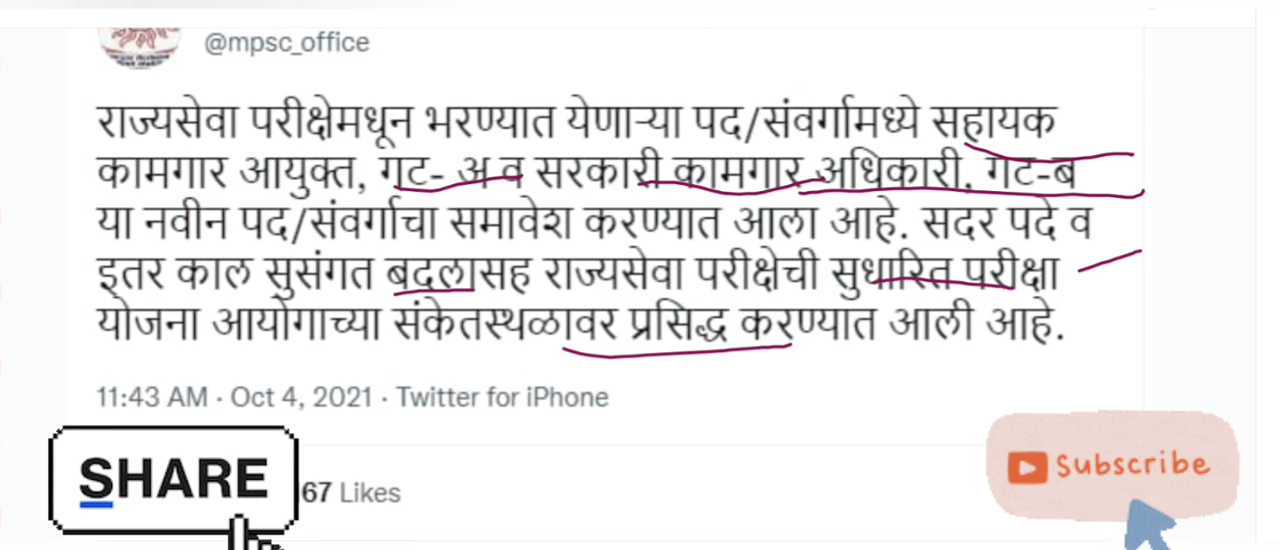 @mpsc_office
राज्यसेवा परीक्षेमधून भरण्यात येणाऱ्या पद/संवर्गामध्ये सहायक
कामगार आयुक्त, गट- अ व सरकारी कामगार अधिकारी, गट-ब
या नवीन पद/संवर्गाचा समावेश करण्यात आला आहे. सदर पदे व
इतर काल सुसंगत बदलासह राज्यसेवा परीक्षेची सुधारित परीक्षा
योजना आयोगाच्या संकेतस्थळावर प्रसिद्ध करण्यात आली आहे.
11:43 AM · Oct 4, 2021 · Twitter for iPhone
SHARE
67 Likes
Subscribe